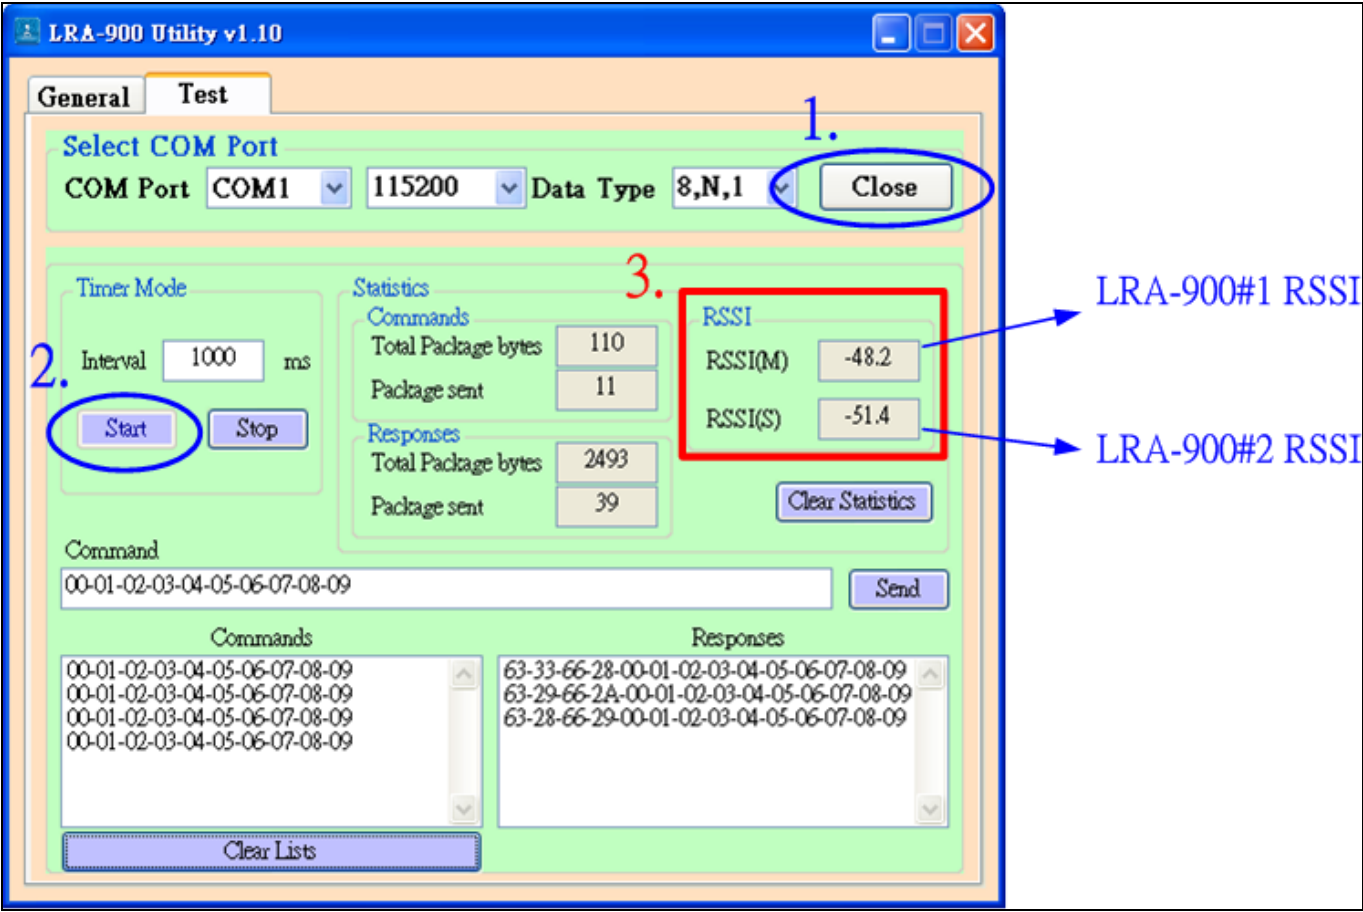 LRA-900 Utility v1.10
General Test
1.
Select COM Port
COM Port COM1 115200 Data Type 8,N,1 Close
3.
Timer Mode Statistics
Commands RSSI
LRA-900#1 RSSI
2. Interval 1000 ms Total Package bytes 110 RSSI(M) -48.2
Package sent 11
Start Stop RSSI(S) -51.4
Responses
LRA-900#2 RSSI
Total Package bytes 2493
Package sent 39 Clear Statistics
Command
00-01-02-03-04-05-06-07-08-09 Send
Commands Responses
00-01-02-03-04-05-06-07-08-09 63-33-66-28-00-01-02-03-04-05-06-07-08-09
00-01-02-03-04-05-06-07-08-09 63-29-66-2A-00-01-02-03-04-05-06-07-08-09
00-01-02-03-04-05-06-07-08-09 63-28-66-29-00-01-02-03-04-05-06-07-08-09
00-01-02-03-04-05-06-07-08-09
Clear Lists